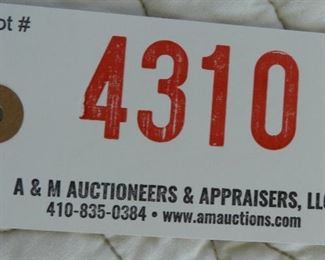 ot #
4310
A & M AUCTIONEERS & APPRAISERS, LLC
410-835-0384 • www.amauctions.com